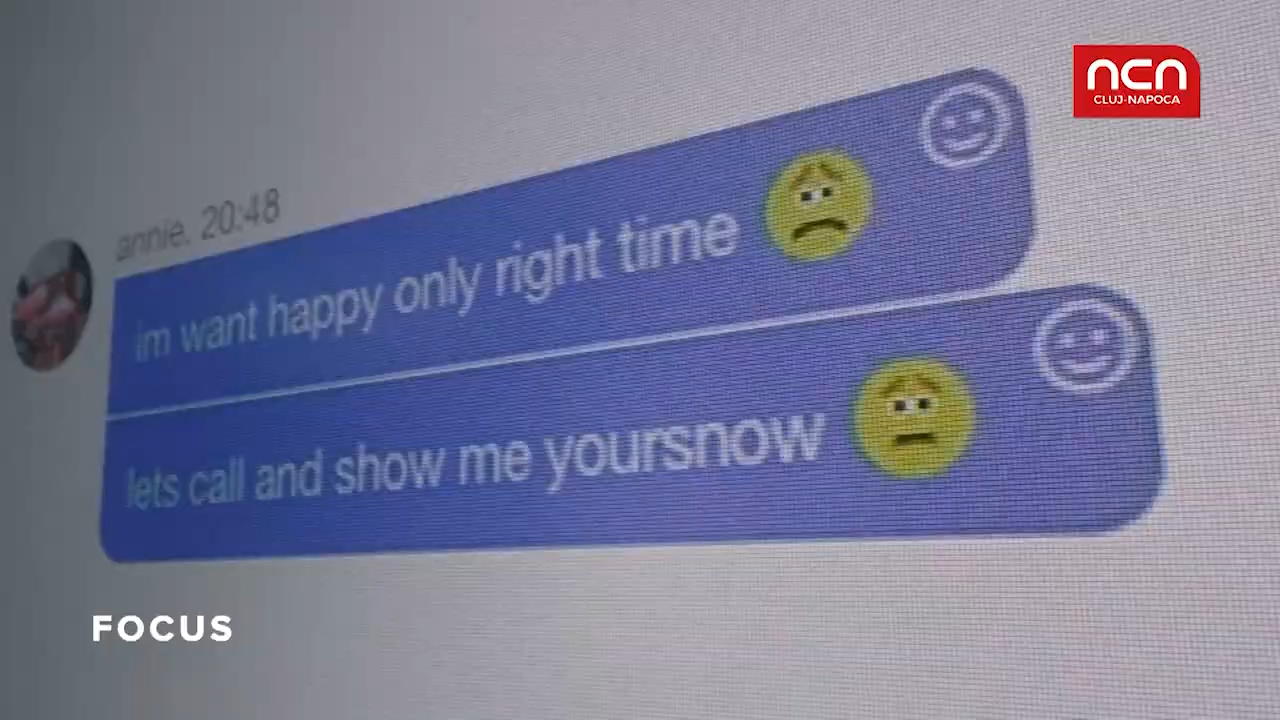 ncn
CLUJ-NAPOCA
annie. 20:48
im want happy only right time
lets call and show me yoursnow
FOCUS